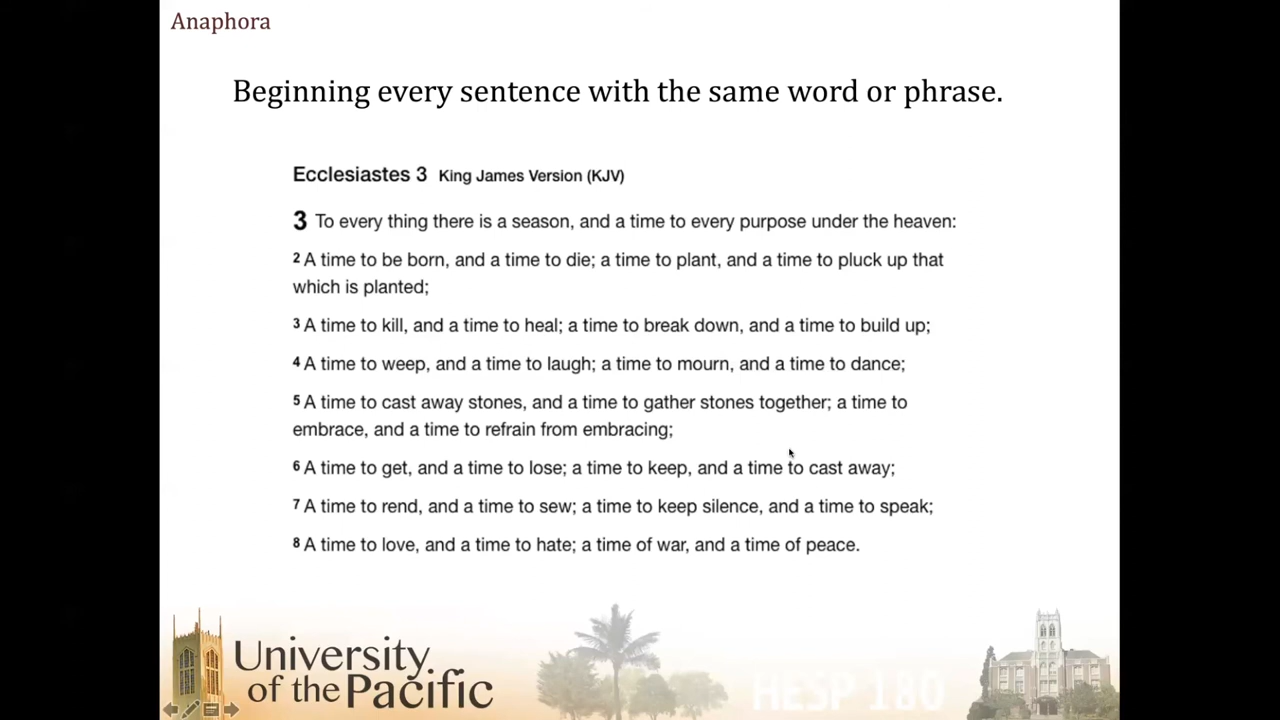 Anaphora
Beginning every sentence with the same word or phrase.
Ecclesiastes 3 King James Version (KJV)
3 To every thing there is a season, and a time to every purpose under the heaven:
2 A time to be born, and a time to die; a time to plant, and a time to pluck up that
which is planted;
3 A time to kill, and a time to heal; a time to break down, and a time to build up;
4 A time to weep, and a time to laugh; a time to mourn, and a time to dance;
5 A time to cast away stones, and a time to gather stones together; a time to
embrace, and a time to refrain from embracing;
6 A time to get, and a time to lose; a time to keep, and a time to cast away;
7 A time to rend, and a time to sew; a time to keep silence, and a time to speak;
8 A time to love, and a time to hate; a time of war, and a time of peace.
University
of the Pacific
HESP 180